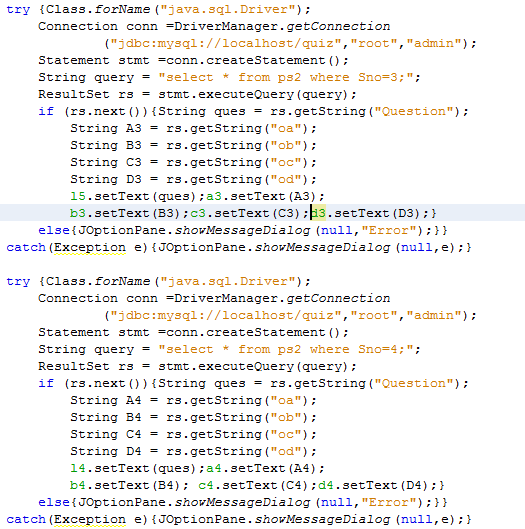 try {Class.forName("java.sql.Driver");
Connection conn =DriverManager.getConnection
("jdbc:mysql://localhost/quiz","root","admin");
Statement stmt =conn.createStatement();
String query = "select * from ps2 where Sno=3;";
ResultSet rs = stmt.executeQuery(query);
if (rs.next()){String ques = rs.getString("Question");
String A3 = rs.getString("oa");
String B3 = rs.getString("ob");
String C3 = rs.getString("oc");
String D3 = rs.getString("od");
l5.setText(ques);a3.setText(A3);
b3.setText(B3);c3.setText(C3);d3.setText(D3);}
else{JOptionPane.showMessageDialog(null,"Error");}}
catch(Exception e){JOptionPane.showMessageDialog(null,e);}
try {Class.forName("java.sql.Driver");
Connection conn =DriverManager.getConnection
("jdbc:mysql://localhost/quiz","root","admin");
Statement stmt =conn.createStatement();
String query = "select * from ps2 where Sno=4;";
ResultSet rs = stmt.executeQuery(query);
if (rs.next()){String ques = rs.getString("Question");
String A4 = rs.getString("oa");
String B4 = rs.getString("ob");
String C4 = rs.getString("oc");
String D4 = rs.getString("od");
l4.setText(ques);a4.setText(A4);
b4.setText(B4); c4.setText(C4);d4.setText(D4);}
else{JOptionPane.showMessageDialog(null,"Error");}}
catch(Exception e){JOptionPane.showMessageDialog(null,e);}